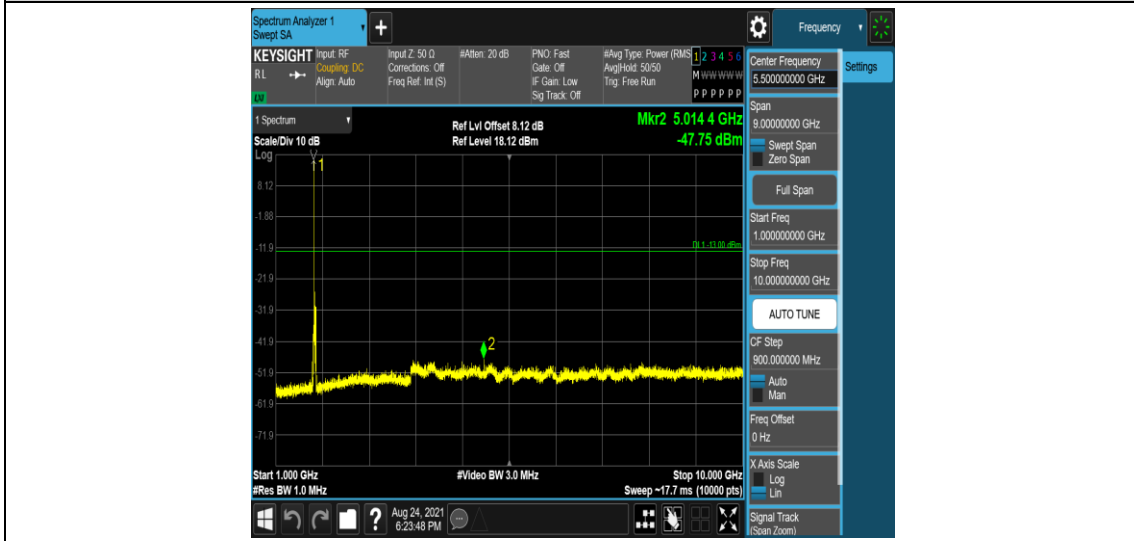 Spectrum Analyzer 1
Swept SA
+
Frequency
KEYSIGHT
RL
Input: RF
Coupling: DC
Align: Auto
Input Z: 50 Ω
Corrections: Off
Freq Ref: Int (S)
#Atten: 20 dB
PNO: Fast
Gate: Off
IF Gain: Low
Sig Track: Off
#Avg Type: Power (RMS
Avg|Hold: 50/50
Trig: Free Run
1 2 3 4 5 6
M W W W W W
P P P P P P
1 Spectrum
Scale/Div 10 dB
Log
Ref Lvl Offset 8.12 dB
Ref Level 18.12 dBm
Mkr2 5.014 4 GHz
-47.75 dBm
1
8.12
-1.88
-11.9
DL1 -13.00 dBm
-21.9
-31.9
-41.9
2
-51.9
-61.9
-71.9
Start 1.000 GHz
#Res BW 1.0 MHz
#Video BW 3.0 MHz
Stop 10.000 GHz
Sweep ~17.7 ms (10000 pts)
?
Aug 24, 2021
6:23:48 PM
Center Frequency
5.500000000 GHz
Settings
Span
9.00000000 GHz
Swept Span
Zero Span
Full Span
Start Freq
1.000000000 GHz
Stop Freq
10.000000000 GHz
AUTO TUNE
CF Step
900.000000 MHz
Auto
Man
Freq Offset
0 Hz
X Axis Scale
Log
Lin
Signal Track
(Span Zoom)